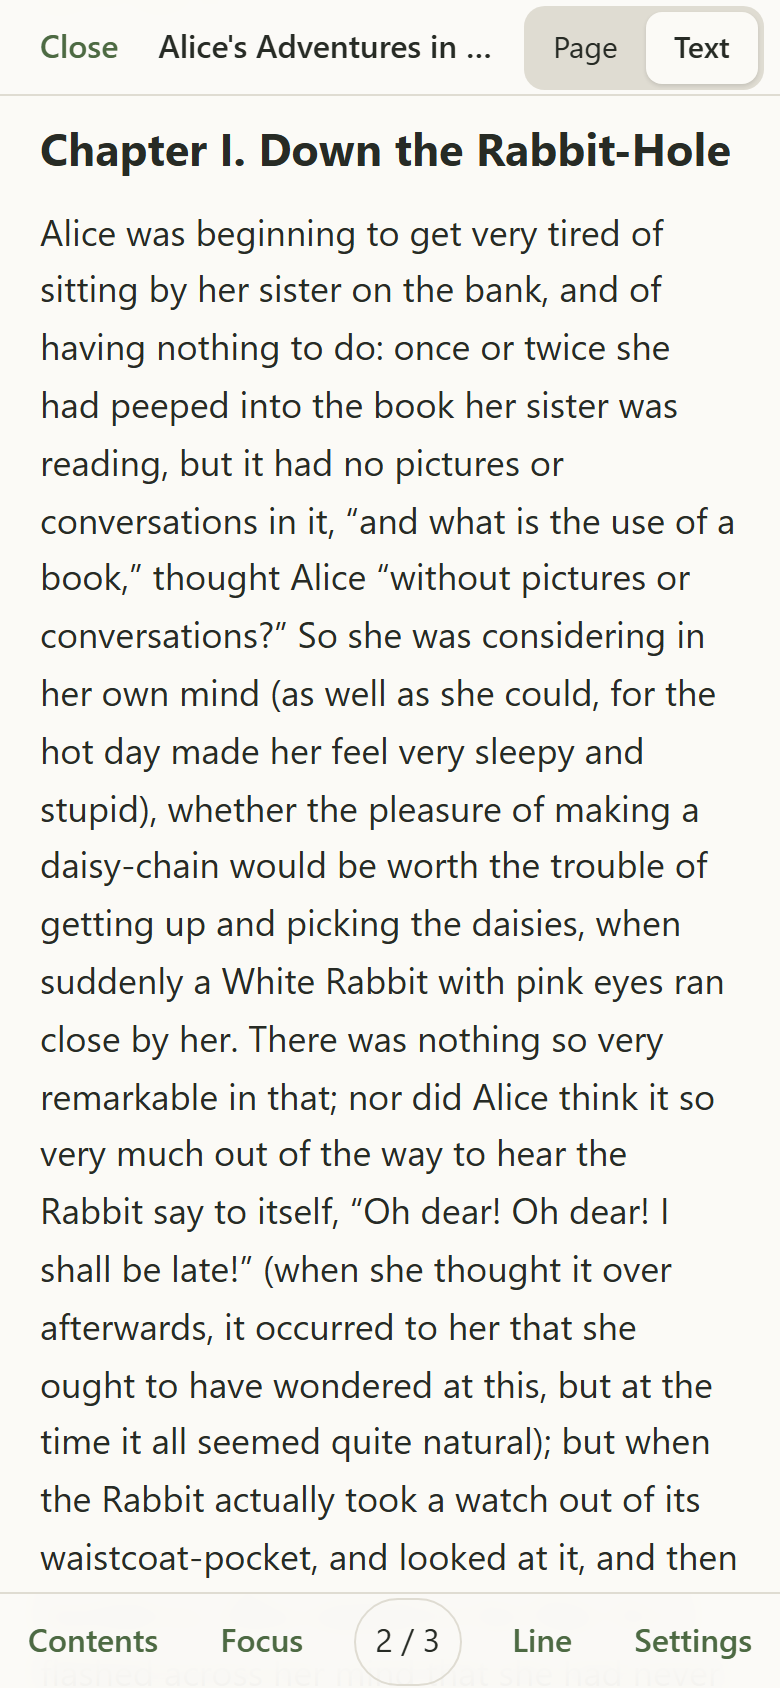 Close Alice's Adventures in ... Page Text
Chapter I. Down the Rabbit-Hole
Alice was beginning to get very tired of
sitting by her sister on the bank, and of
having nothing to do: once or twice she
had peeped into the book her sister was
reading, but it had no pictures or
conversations in it, “and what is the use of a
book,” thought Alice “without pictures or
conversations?” So she was considering in
her own mind (as well as she could, for the
hot day made her feel very sleepy and
stupid), whether the pleasure of making a
daisy-chain would be worth the trouble of
getting up and picking the daisies, when
suddenly a White Rabbit with pink eyes ran
close by her. There was nothing so very
remarkable in that; nor did Alice think it so
very much out of the way to hear the
Rabbit say to itself, “Oh dear! Oh dear! I
shall be late!” (when she thought it over
afterwards, it occurred to her that she
ought to have wondered at this, but at the
time it all seemed quite natural); but when
the Rabbit actually took a watch out of its
waistcoat-pocket, and looked at it, and then
Contents Focus 2 / 3 Line Settings
flashed across her mind that she had never